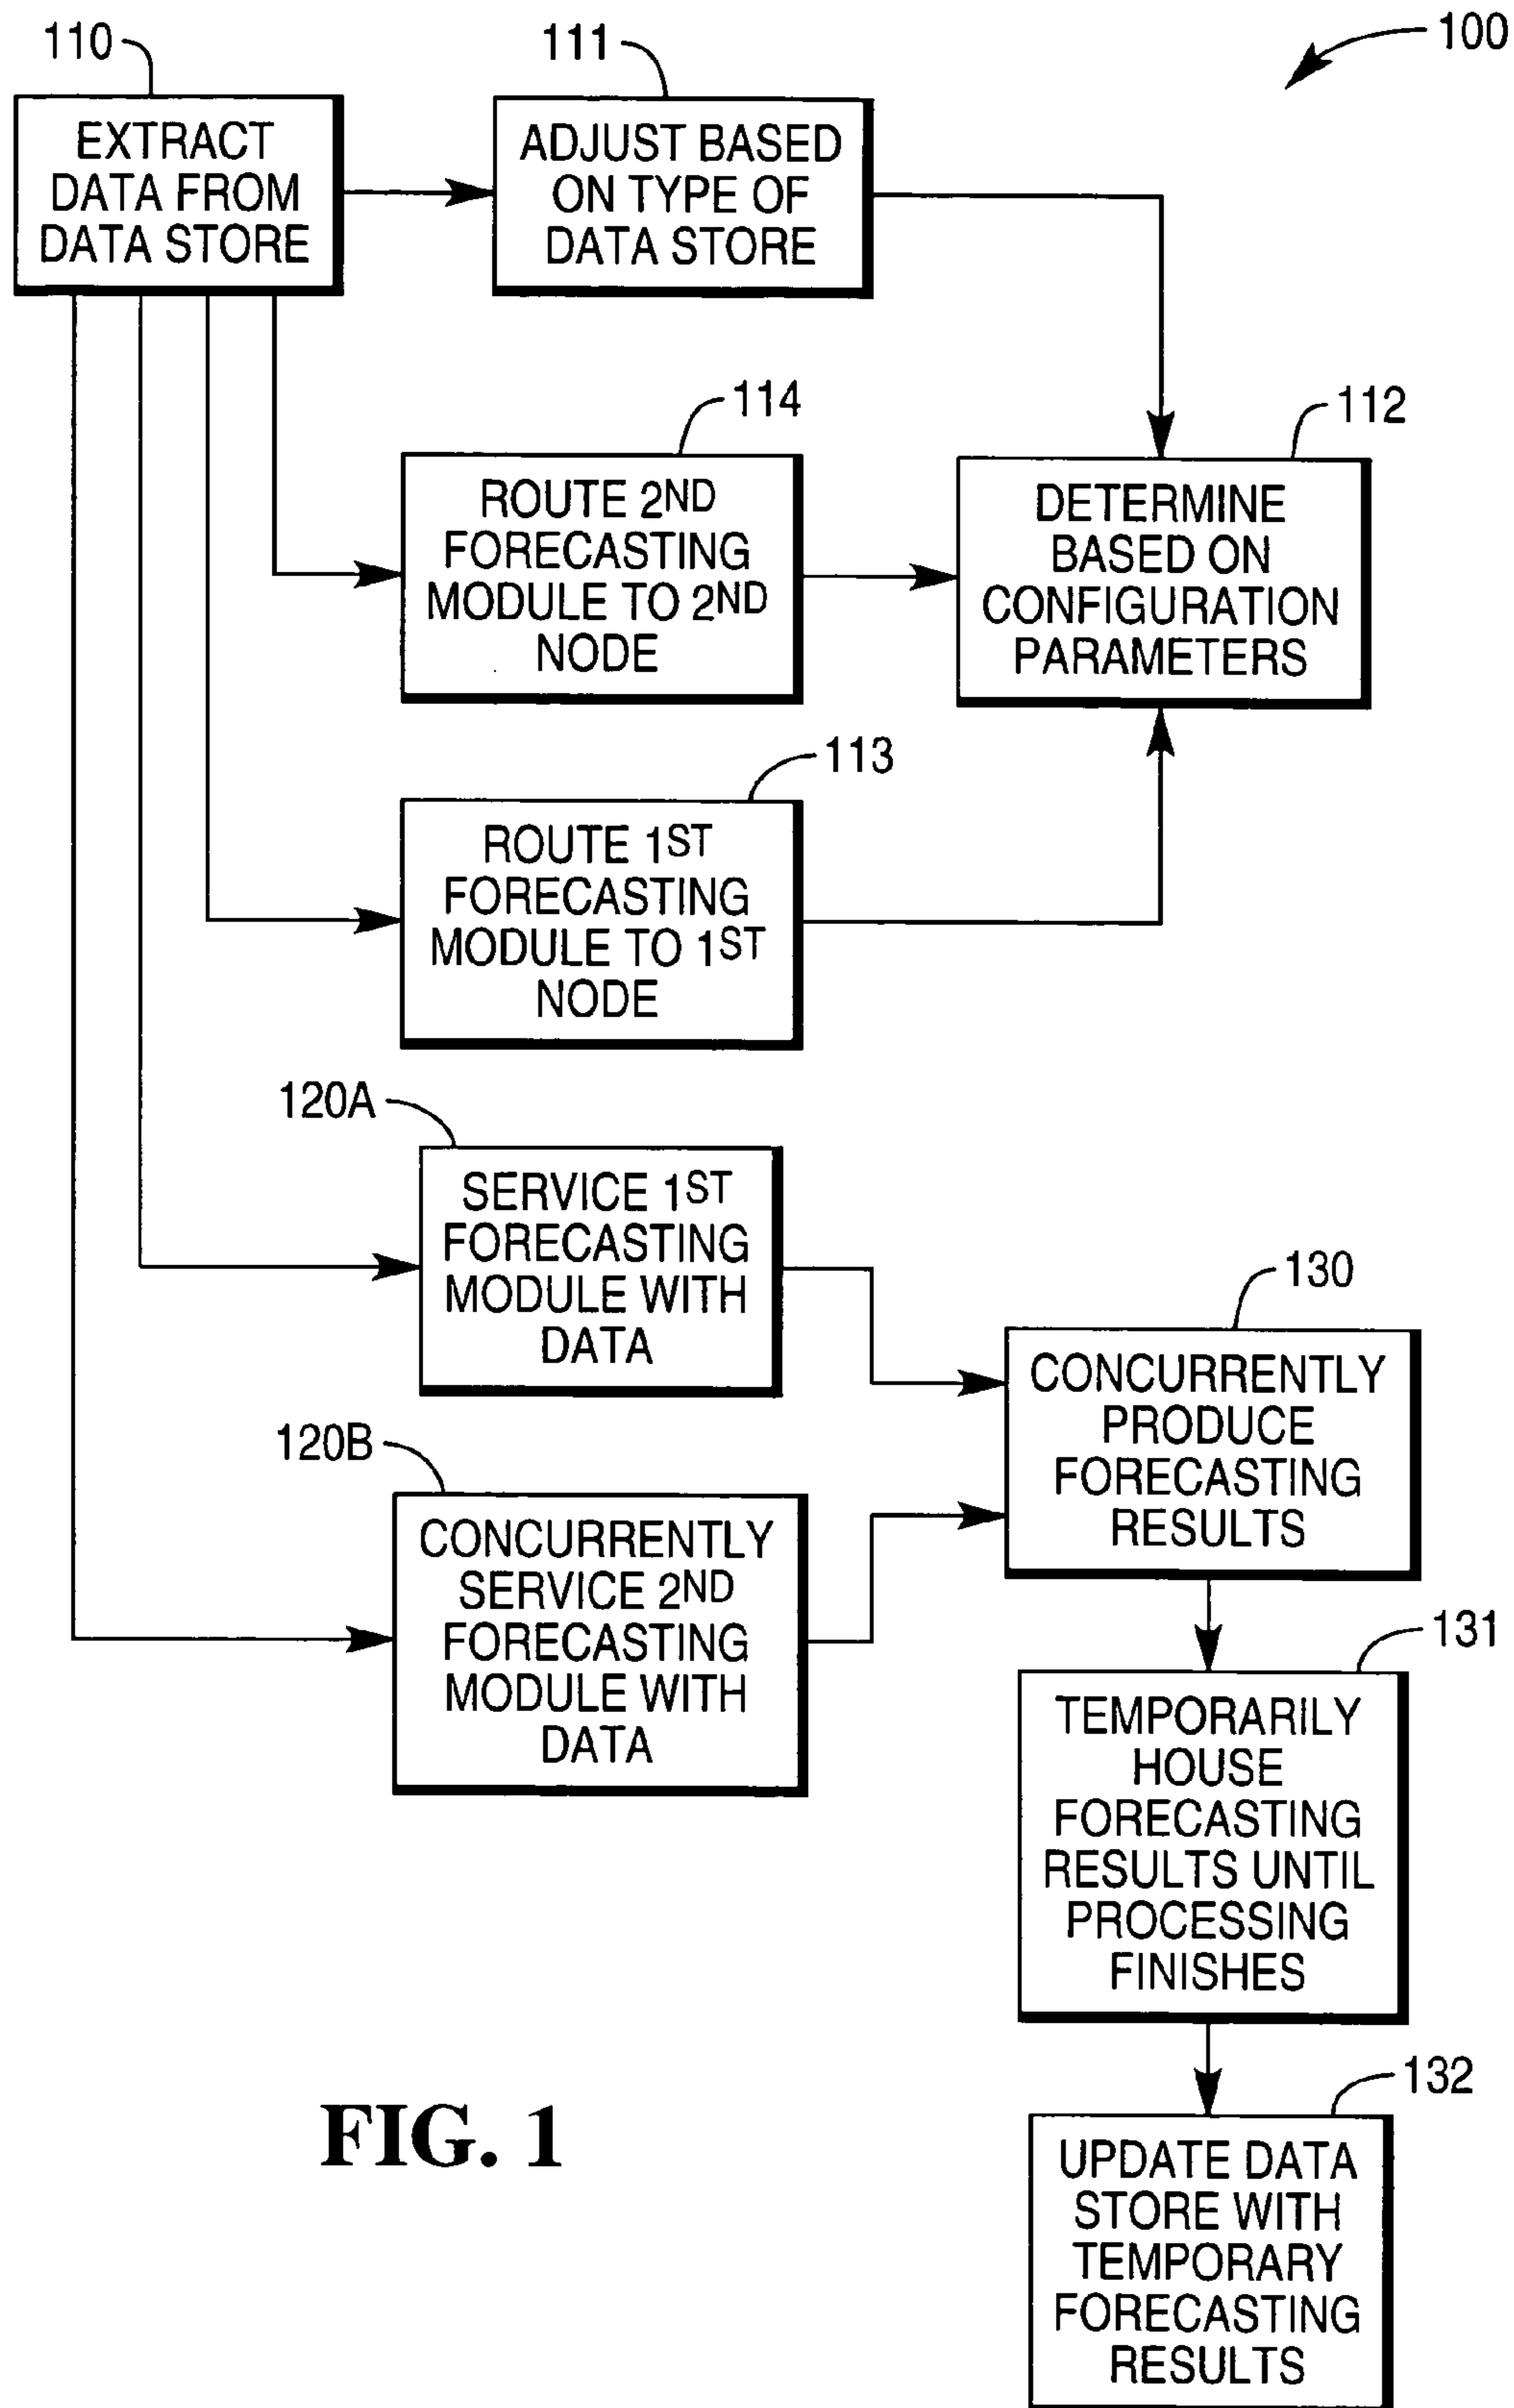 110
111
100
EXTRACT
DATA FROM
DATA STORE
ADJUST BASED
ON TYPE OF
DATA STORE
114
112
ROUTE 2ND
FORECASTING
MODULE TO 2ND
NODE
DETERMINE
BASED ON
CONFIGURATION
PARAMETERS
113
ROUTE 1ST
FORECASTING
MODULE TO 1ST
NODE
120A
SERVICE 1ST
FORECASTING
MODULE WITH
DATA
130
CONCURRENTLY
PRODUCE
FORECASTING
RESULTS
120B
CONCURRENTLY
SERVICE 2ND
FORECASTING
MODULE WITH
DATA
131
TEMPORARILY
HOUSE
FORECASTING
RESULTS UNTIL
PROCESSING
FINISHES
132
UPDATE DATA
STORE WITH
TEMPORARY
FORECASTING
RESULTS
FIG. 1